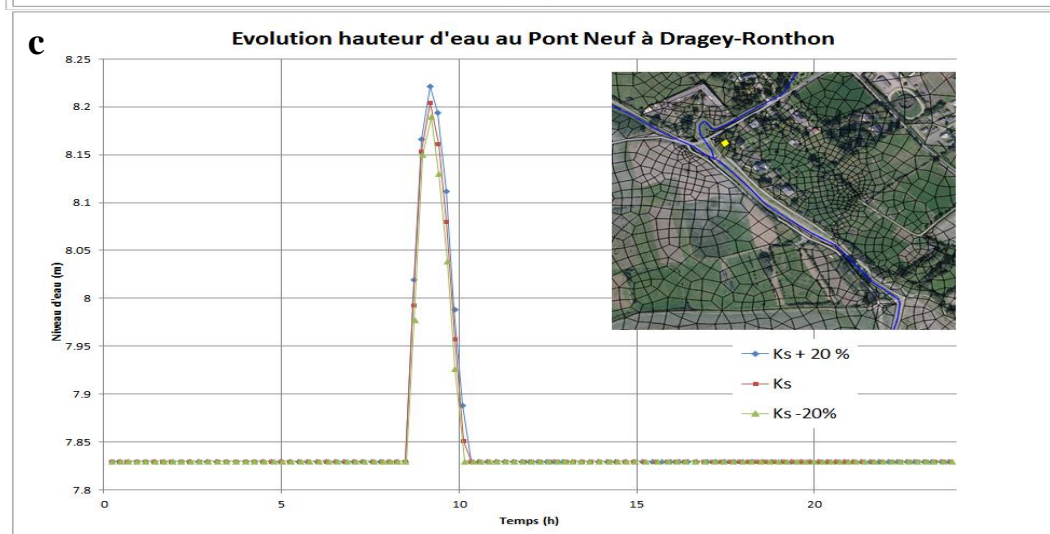 c
Evolution hauteur d'eau au Pont Neuf à Dragey-Ronthon
8.25
8.2
8.15
8.1
8.05
8
7.95
7.9
7.85
7.8
Niveau d'eau (m)
0
5
10
15
20
Temps (h)
Ks + 20 %
Ks
Ks -20%